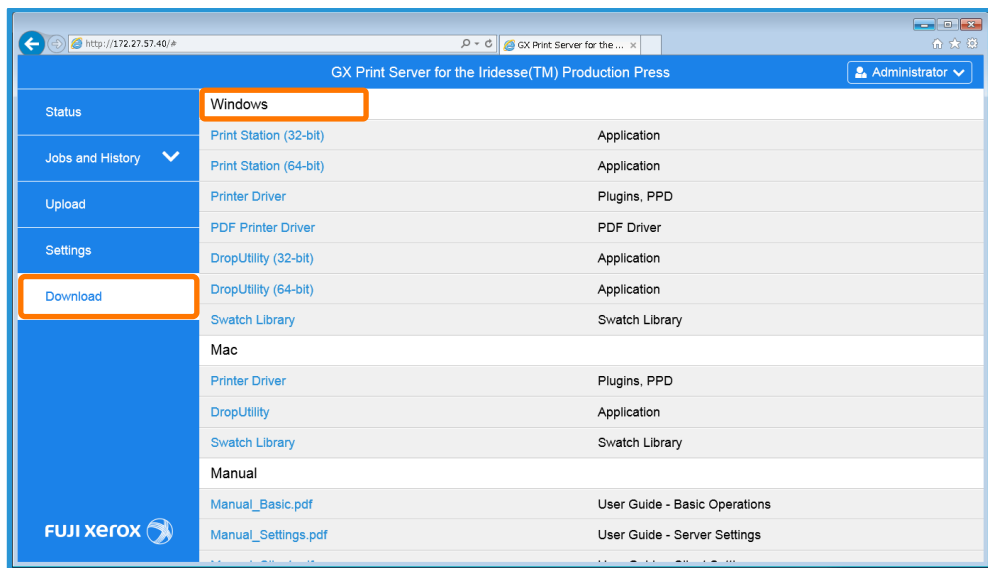 http://172.27.57.40/#
GX Print Server for the ...
GX Print Server for the Iridesse(TM) Production Press
Administrator
Status
Jobs and History
Upload
Settings
Download
FUJI xerox
Windows
Print Station (32-bit) Application
Print Station (64-bit) Application
Printer Driver Plugins, PPD
PDF Printer Driver PDF Driver
DropUtility (32-bit) Application
DropUtility (64-bit) Application
Swatch Library Swatch Library
Mac
Printer Driver Plugins, PPD
DropUtility Application
Swatch Library Swatch Library
Manual
Manual_Basic.pdf User Guide - Basic Operations
Manual_Settings.pdf User Guide - Server Settings